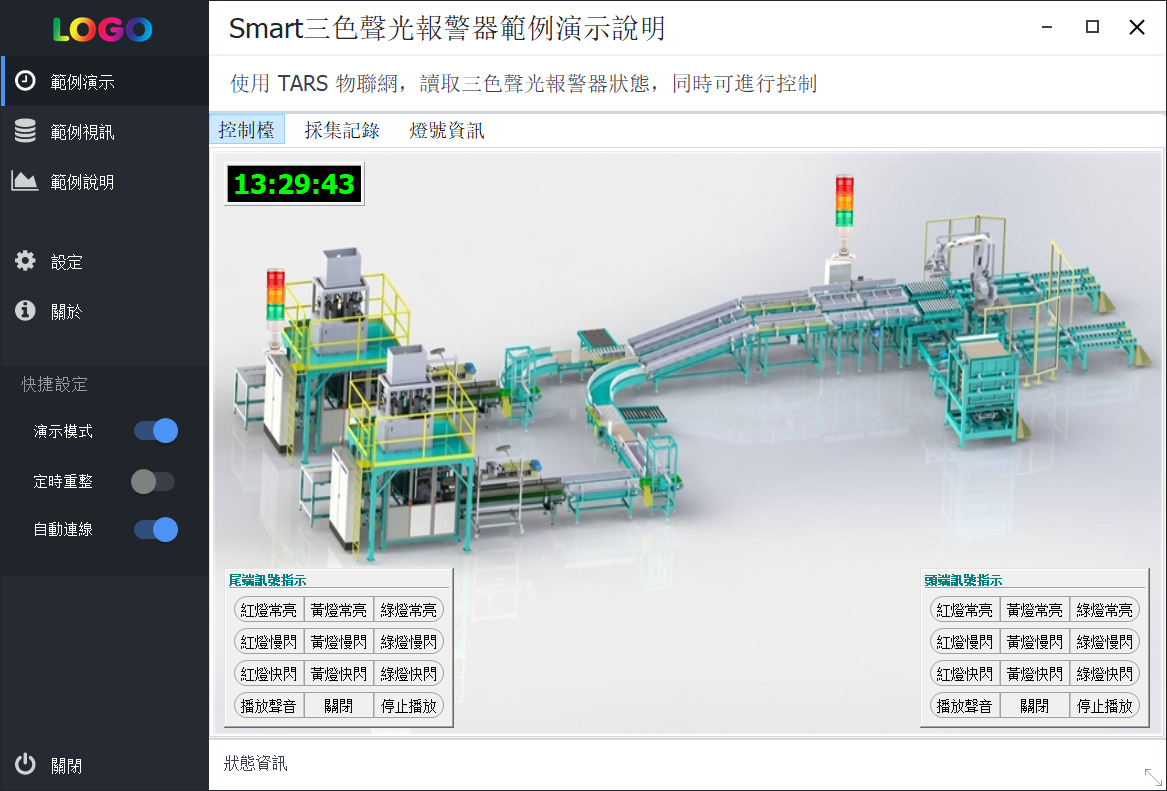 LOGO
範例演示
範例視訊
範例說明
設定
關於
快捷設定
演示模式
定時重整
自動連線
關閉
Smart三色聲光報警器範例演示說明
使用 TARS 物聯網，讀取三色聲光報警器狀態，同時可進行控制
控制檯 採集記錄 燈號資訊
13:29:43
尾端訊號指示
紅燈常亮 黃燈常亮 綠燈常亮
紅燈慢閃 黃燈慢閃 綠燈慢閃
紅燈快閃 黃燈快閃 綠燈快閃
播放聲音 關閉 停止播放
頭端訊號指示
紅燈常亮 黃燈常亮 綠燈常亮
紅燈慢閃 黃燈慢閃 綠燈慢閃
紅燈快閃 黃燈快閃 綠燈快閃
播放聲音 關閉 停止播放
狀態資訊